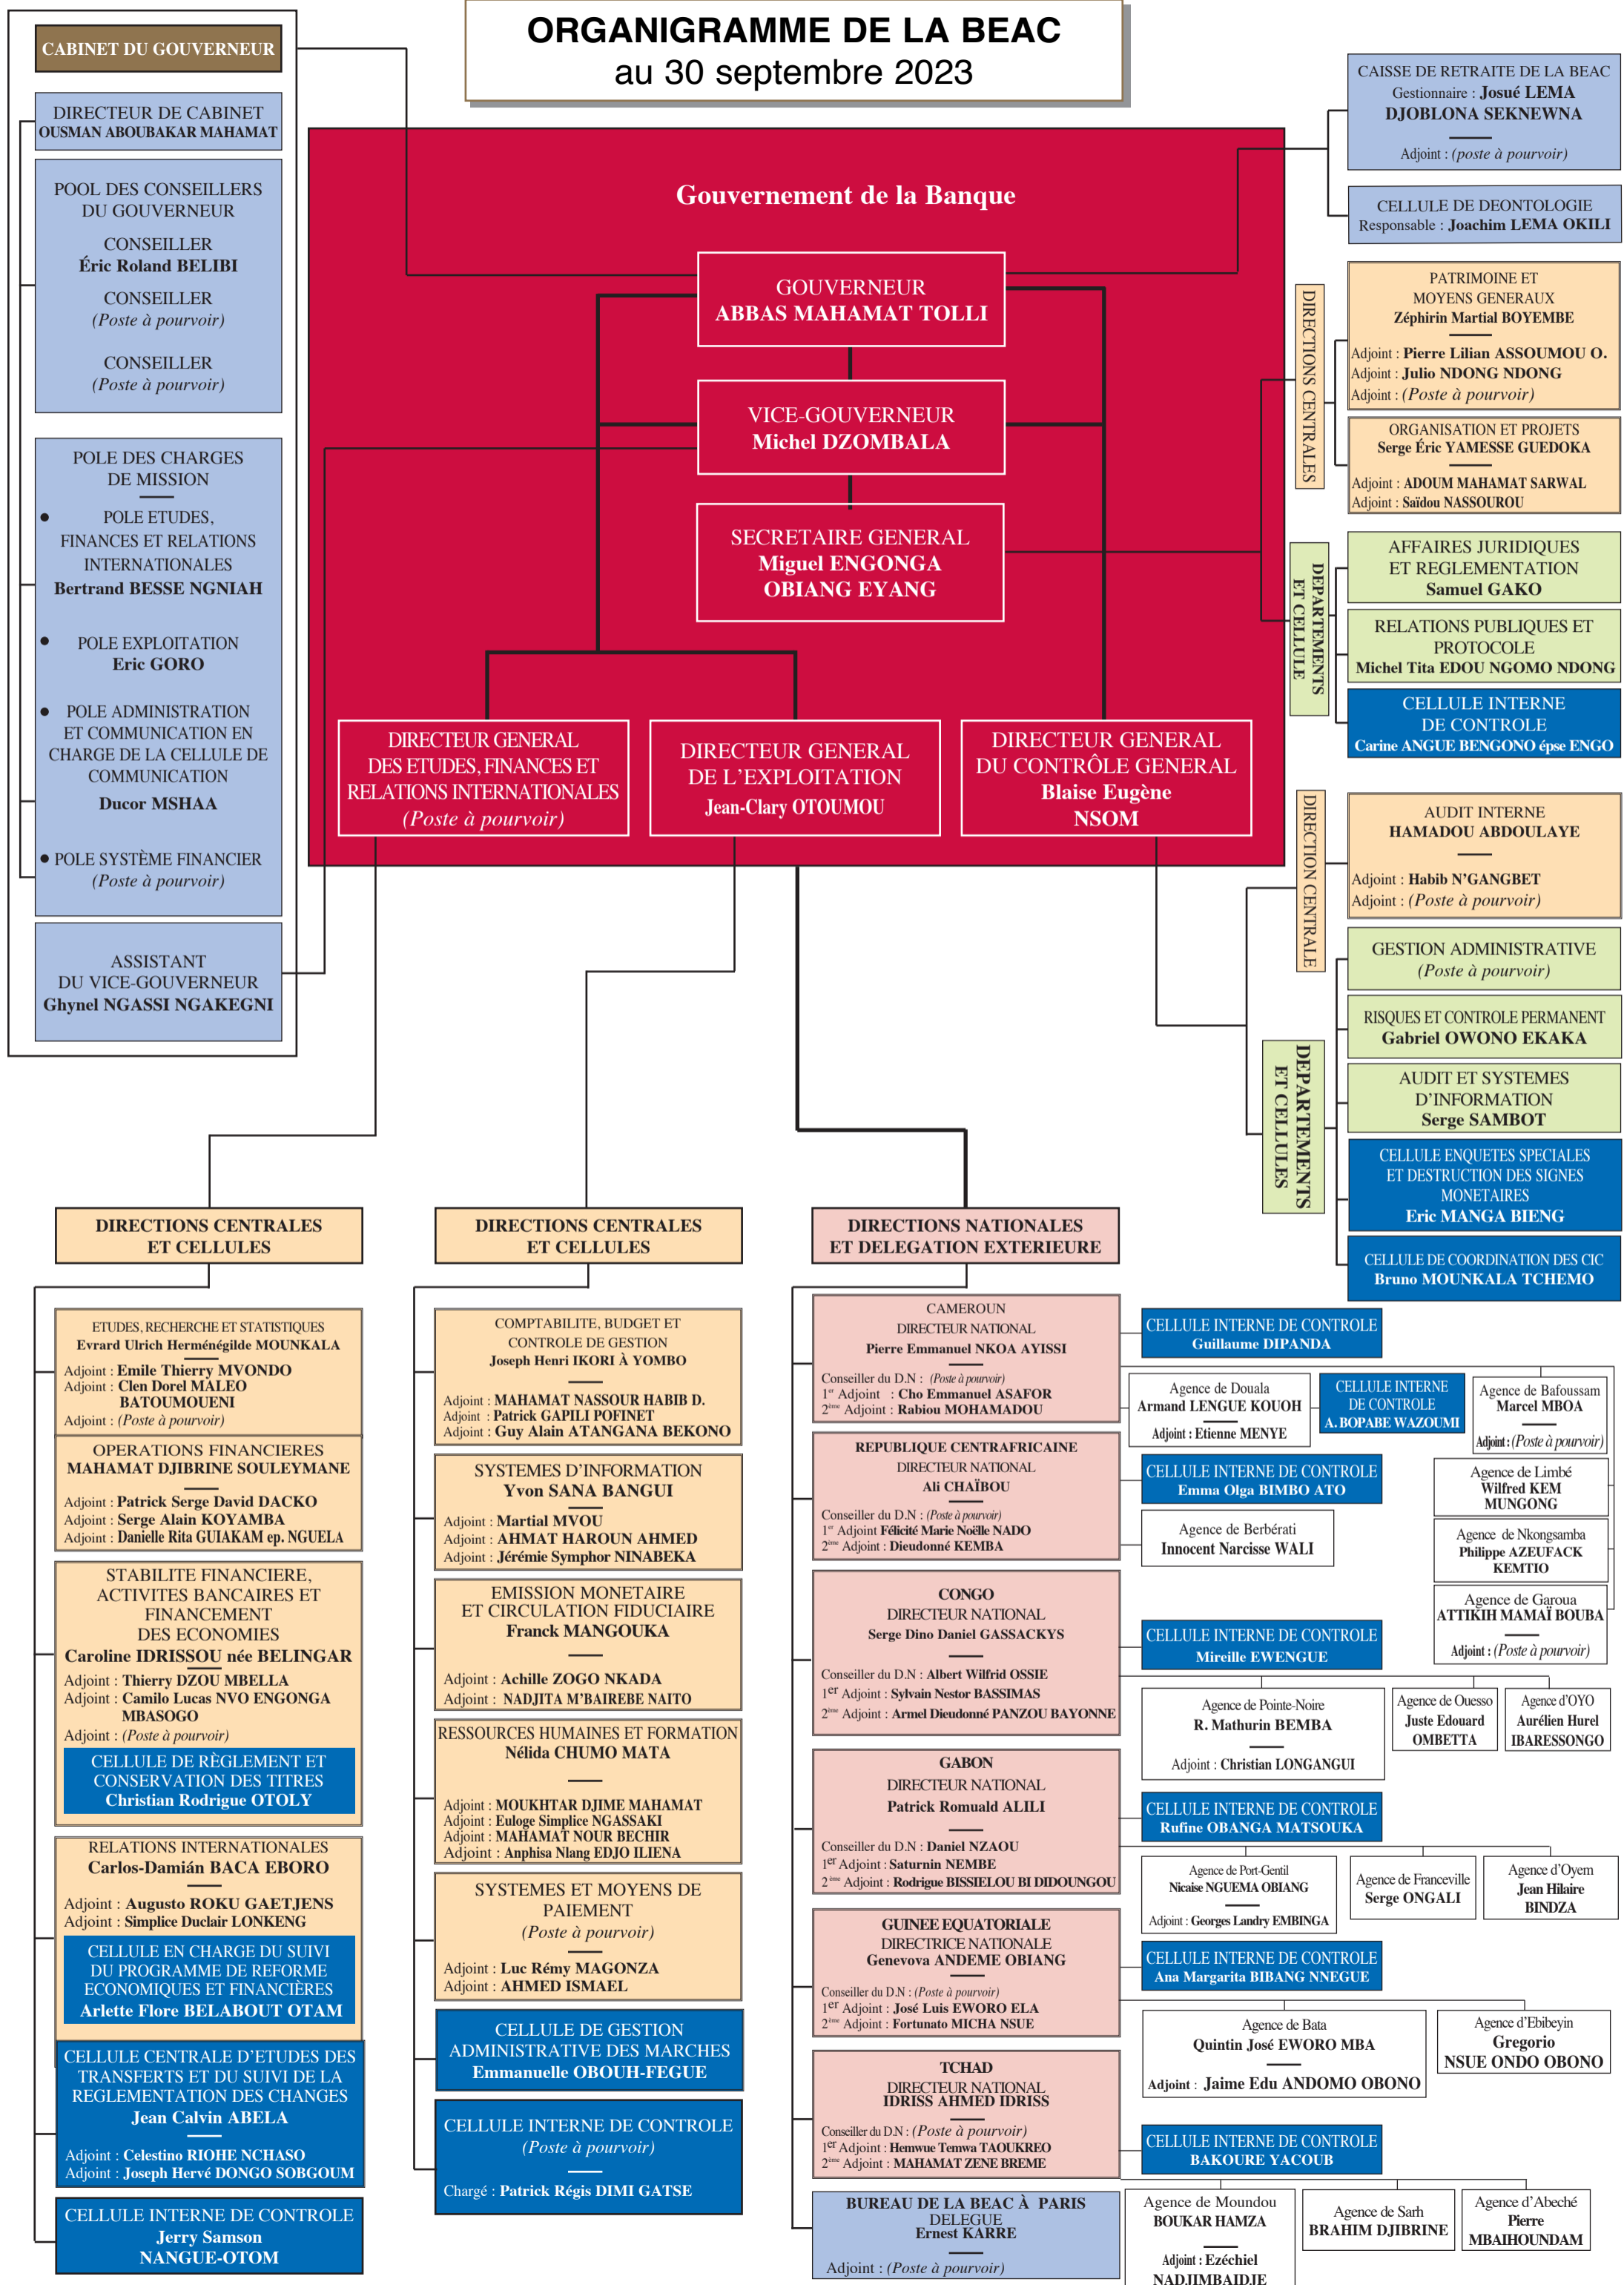 ORGANIGRAMME DE LA BEAC
au 30 septembre 2023
CABINET DU GOUVERNEUR
DIRECTEUR DE CABINET
OUSMAN ABOUBAKAR MAHAMAT
POOL DES CONSEILLERS
DU GOUVERNEUR
CONSEILLER
Éric Roland BELIBI
CONSEILLER
(Poste à pourvoir)
CONSEILLER
(Poste à pourvoir)
POLE DES CHARGES
DE MISSION
• POLE ETUDES,
FINANCES ET RELATIONS
INTERNATIONALES
Bertrand BESSE NGNIAH
• POLE EXPLOITATION
Eric GORO
• POLE ADMINISTRATION
ET COMMUNICATION EN
CHARGE DE LA CELLULE DE
COMMUNICATION
Ducor MSHAA
• POLE SYSTÈME FINANCIER
(Poste à pourvoir)
ASSISTANT
DU VICE-GOUVERNEUR
Ghynel NGASSI NGAKEGNI
Gouvernement de la Banque
GOUVERNEUR
ABBAS MAHAMAT TOLLI
VICE-GOUVERNEUR
Michel DZOMBALA
SECRETAIRE GENERAL
Miguel ENGONGA
OBIANG EYANG
DIRECTEUR GENERAL
DES ETUDES, FINANCES ET
RELATIONS INTERNATIONALES
(Poste à pourvoir)
DIRECTEUR GENERAL
DE L'EXPLOITATION
Jean-Clary OTOUMOU
DIRECTEUR GENERAL
DU CONTRÔLE GENERAL
Blaise Eugène
NSOM
CAISSE DE RETRAITE DE LA BEAC
Gestionnaire : Josué LEMA
DJOBLONA SEKNEWNA
Adjoint : (poste à pourvoir)
CELLULE DE DEONTOLOGIE
Responsable : Joachim LEMA OKILI
DIRECTIONS CENTRALES
PATRIMOINE ET
MOYENS GENERAUX
Zéphirin Martial BOYEMBE
Adjoint : Pierre Lilian ASSOUMOU O.
Adjoint : Julio NDONG NDONG
Adjoint : (Poste à pourvoir)
ORGANISATION ET PROJETS
Serge Éric YAMESSE GUEDOKA
Adjoint : ADOUM MAHAMAT SARWAL
Adjoint : Saïdou NASSOUROU
DEPARTEMENTS
ET CELLULE
AFFAIRES JURIDIQUES
ET REGLEMENTATION
Samuel GAKO
RELATIONS PUBLIQUES ET
PROTOCOLE
Michel Tita EDOU NGOMO NDONG
CELLULE INTERNE
DE CONTROLE
Carine ANGUE BENGONO épse ENGO
DIRECTION CENTRALE
AUDIT INTERNE
HAMADOU ABDOULAYE
Adjoint : Habib N'GANGBET
Adjoint : (Poste à pourvoir)
DEPARTEMENTS
ET CELLULES
GESTION ADMINISTRATIVE
(Poste à pourvoir)
RISQUES ET CONTROLE PERMANENT
Gabriel OWONO EKAKA
AUDIT ET SYSTEMES
D'INFORMATION
Serge SAMBOT
CELLULE ENQUETES SPECIALES
ET DESTRUCTION DES SIGNES
MONETAIRES
Eric MANGA BIENG
CELLULE DE COORDINATION DES CIC
Bruno MOUNKALA TCHEMO
DIRECTIONS CENTRALES
ET CELLULES
ETUDES, RECHERCHE ET STATISTIQUES
Evrard Ulrich Herménégilde MOUNKALA
Adjoint : Emile Thierry MVONDO
Adjoint : Clen Dorel MALEO
BATOUMOUENI
Adjoint : (Poste à pourvoir)
OPERATIONS FINANCIERES
MAHAMAT DJIBRINE SOULEYMANE
Adjoint : Patrick Serge David DACKO
Adjoint : Serge Alain KOYAMBA
Adjoint : Danielle Rita GUIAKAM ep. NGUELA
STABILITE FINANCIERE,
ACTIVITES BANCAIRES ET
FINANCEMENT
DES ECONOMIES
Caroline IDRISSOU née BELINGAR
Adjoint : Thierry DZOU MBELLA
Adjoint : Camilo Lucas NVO ENGONGA
MBASOGO
Adjoint : (Poste à pourvoir)
CELLULE DE RÈGLEMENT ET
CONSERVATION DES TITRES
Christian Rodrigue OTOLY
RELATIONS INTERNATIONALES
Carlos-Damián BACA EBORO
Adjoint : Augusto ROKU GAETJENS
Adjoint : Simplice Duclair LONKENG
CELLULE EN CHARGE DU SUIVI
DU PROGRAMME DE REFORME
ECONOMIQUES ET FINANCIÈRES
Arlette Flore BELABOUT OTAM
CELLULE CENTRALE D'ETUDES DES
TRANSFERTS ET DU SUIVI DE LA
REGLEMENTATION DES CHANGES
Jean Calvin ABELA
Adjoint : Celestino RIOHE NCHASO
Adjoint : Joseph Hervé DONGO SOBGOUM
CELLULE INTERNE DE CONTROLE
Jerry Samson
NANGUE-OTOM
DIRECTIONS CENTRALES
ET CELLULES
COMPTABILITE, BUDGET ET
CONTROLE DE GESTION
Joseph Henri IKORI À YOMBO
Adjoint : MAHAMAT NASSOUR HABIB D.
Adjoint : Patrick GAPILI POFINET
Adjoint : Guy Alain ATANGANA BEKONO
SYSTEMES D'INFORMATION
Yvon SANA BANGUI
Adjoint : Martial MVOU
Adjoint : AHMAT HAROUN AHMED
Adjoint : Jérémie Symphor NINABEKA
EMISSION MONETAIRE
ET CIRCULATION FIDUCIAIRE
Franck MANGOUKA
Adjoint : Achille ZOGO NKADA
Adjoint : NADJITA M'BAIREBE NAITO
RESSOURCES HUMAINES ET FORMATION
Nélida CHUMO MATA
Adjoint : MOUKHTAR DJIME MAHAMAT
Adjoint : Euloge Simplice NGASSAKI
Adjoint : MAHAMAT NOUR BECHIR
Adjoint : Anphisa Nlang EDJO ILIENA
SYSTEMES ET MOYENS DE
PAIEMENT
(Poste à pourvoir)
Adjoint : Luc Rémy MAGONZA
Adjoint : AHMED ISMAEL
CELLULE DE GESTION
ADMINISTRATIVE DES MARCHES
Emmanuelle OBOUH-FEGUE
CELLULE INTERNE DE CONTROLE
(Poste à pourvoir)
Chargé : Patrick Régis DIMI GATSE
DIRECTIONS NATIONALES
ET DELEGATION EXTERIEURE
CAMEROUN
DIRECTEUR NATIONAL
Pierre Emmanuel NKOA AYISSI
Conseiller du D.N : (Poste à pourvoir)
1er Adjoint : Cho Emmanuel ASAFOR
2ème Adjoint : Rabiou MOHAMADOU
CELLULE INTERNE DE CONTROLE
Guillaume DIPANDA
Agence de Douala
Armand LENGUE KOUOH
Adjoint : Etienne MENYE
CELLULE INTERNE
DE CONTROLE
A. BOPABE WAZOUMI
Agence de Bafoussam
Marcel MBOA
Adjoint : (Poste à pourvoir)
Agence de Limbé
Wilfred KEM
MUNGONG
Agence de Nkongsamba
Philippe AZEUFACK
KEMTIO
Agence de Garoua
ATTIKIH MAMAÏ BOUBA
Adjoint : (Poste à pourvoir)
REPUBLIQUE CENTRAFRICAINE
DIRECTEUR NATIONAL
Ali CHAÏBOU
Conseiller du D.N : (Poste à pourvoir)
1er Adjoint Félicité Marie Noëlle NADO
2ème Adjoint : Dieudonné KEMBA
CELLULE INTERNE DE CONTROLE
Emma Olga BIMBO ATO
Agence de Berbérati
Innocent Narcisse WALI
CONGO
DIRECTEUR NATIONAL
Serge Dino Daniel GASSACKYS
Conseiller du D.N : Albert Wilfrid OSSIE
1er Adjoint : Sylvain Nestor BASSIMAS
2ème Adjoint : Armel Dieudonné PANZOU BAYONNE
CELLULE INTERNE DE CONTROLE
Mireille EWENGUE
Agence de Pointe-Noire
R. Mathurin BEMBA
Adjoint : Christian LONGANGUI
Agence de Ouesso
Juste Edouard
OMBETTA
Agence d'OYO
Aurélien Hurel
IBARESSONGO
GABON
DIRECTEUR NATIONAL
Patrick Romuald ALILI
Conseiller du D.N : Daniel NZAOU
1er Adjoint : Saturnin NEMBE
2ème Adjoint : Rodrigue BISSIELOU BI DIDOUNGOU
CELLULE INTERNE DE CONTROLE
Rufine OBANGA MATSOUKA
Agence de Port-Gentil
Nicaise NGUEMA OBIANG
Adjoint : Georges Landry EMBINGA
Agence de Franceville
Serge ONGALI
Agence d'Oyem
Jean Hilaire
BINDZA
GUINEE EQUATORIALE
DIRECTRICE NATIONALE
Genevova ANDEME OBIANG
Conseiller du D.N : (Poste à pourvoir)
1er Adjoint : José Luis EWORO ELA
2ème Adjoint : Fortunato MICHA NSUE
CELLULE INTERNE DE CONTROLE
Ana Margarita BIBANG NNEGUE
Agence de Bata
Quintin José EWORO MBA
Adjoint : Jaime Edu ANDOMO OBONO
Agence d'Ebibeyin
Gregorio
NSUE ONDO OBONO
TCHAD
DIRECTEUR NATIONAL
IDRISS AHMED IDRISS
Conseiller du D.N : (Poste à pourvoir)
1er Adjoint : Hemwue Temwa TAOUKREO
2ème Adjoint : MAHAMAT ZENE BREME
CELLULE INTERNE DE CONTROLE
BAKOURE YACOUB
Agence de Moundou
BOUKAR HAMZA
Adjoint : Ezéchiel
NADJIMBAIDJE
Agence de Sarh
BRAHIM DJIBRINE
Agence d'Abeché
Pierre
MBAIHOUNDAM
BUREAU DE LA BEAC À PARIS
DELEGUE
Ernest KARRE
Adjoint : (Poste à pourvoir)